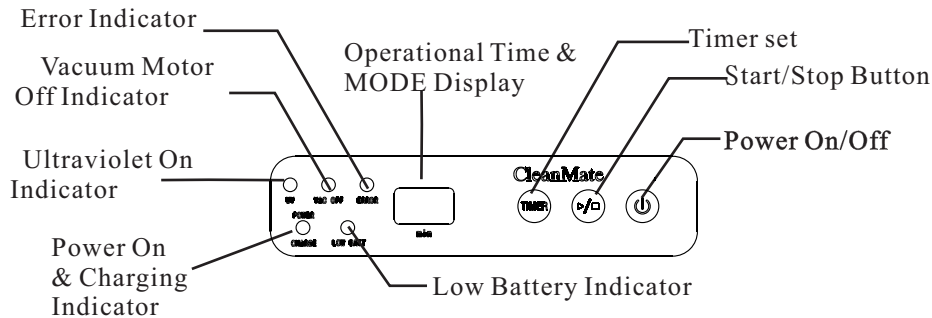 Error Indicator
Vacuum Motor
Off Indicator
Ultraviolet On
Indicator
Power On
& Charging
Indicator
Operational Time &
MODE Display
Timer set
Start/Stop Button
Power On/Off
Low Battery Indicator
CleanMate
UV
VAC OFF
ERROR
POWER
CHARGE
LOW BATT
min
TIMER